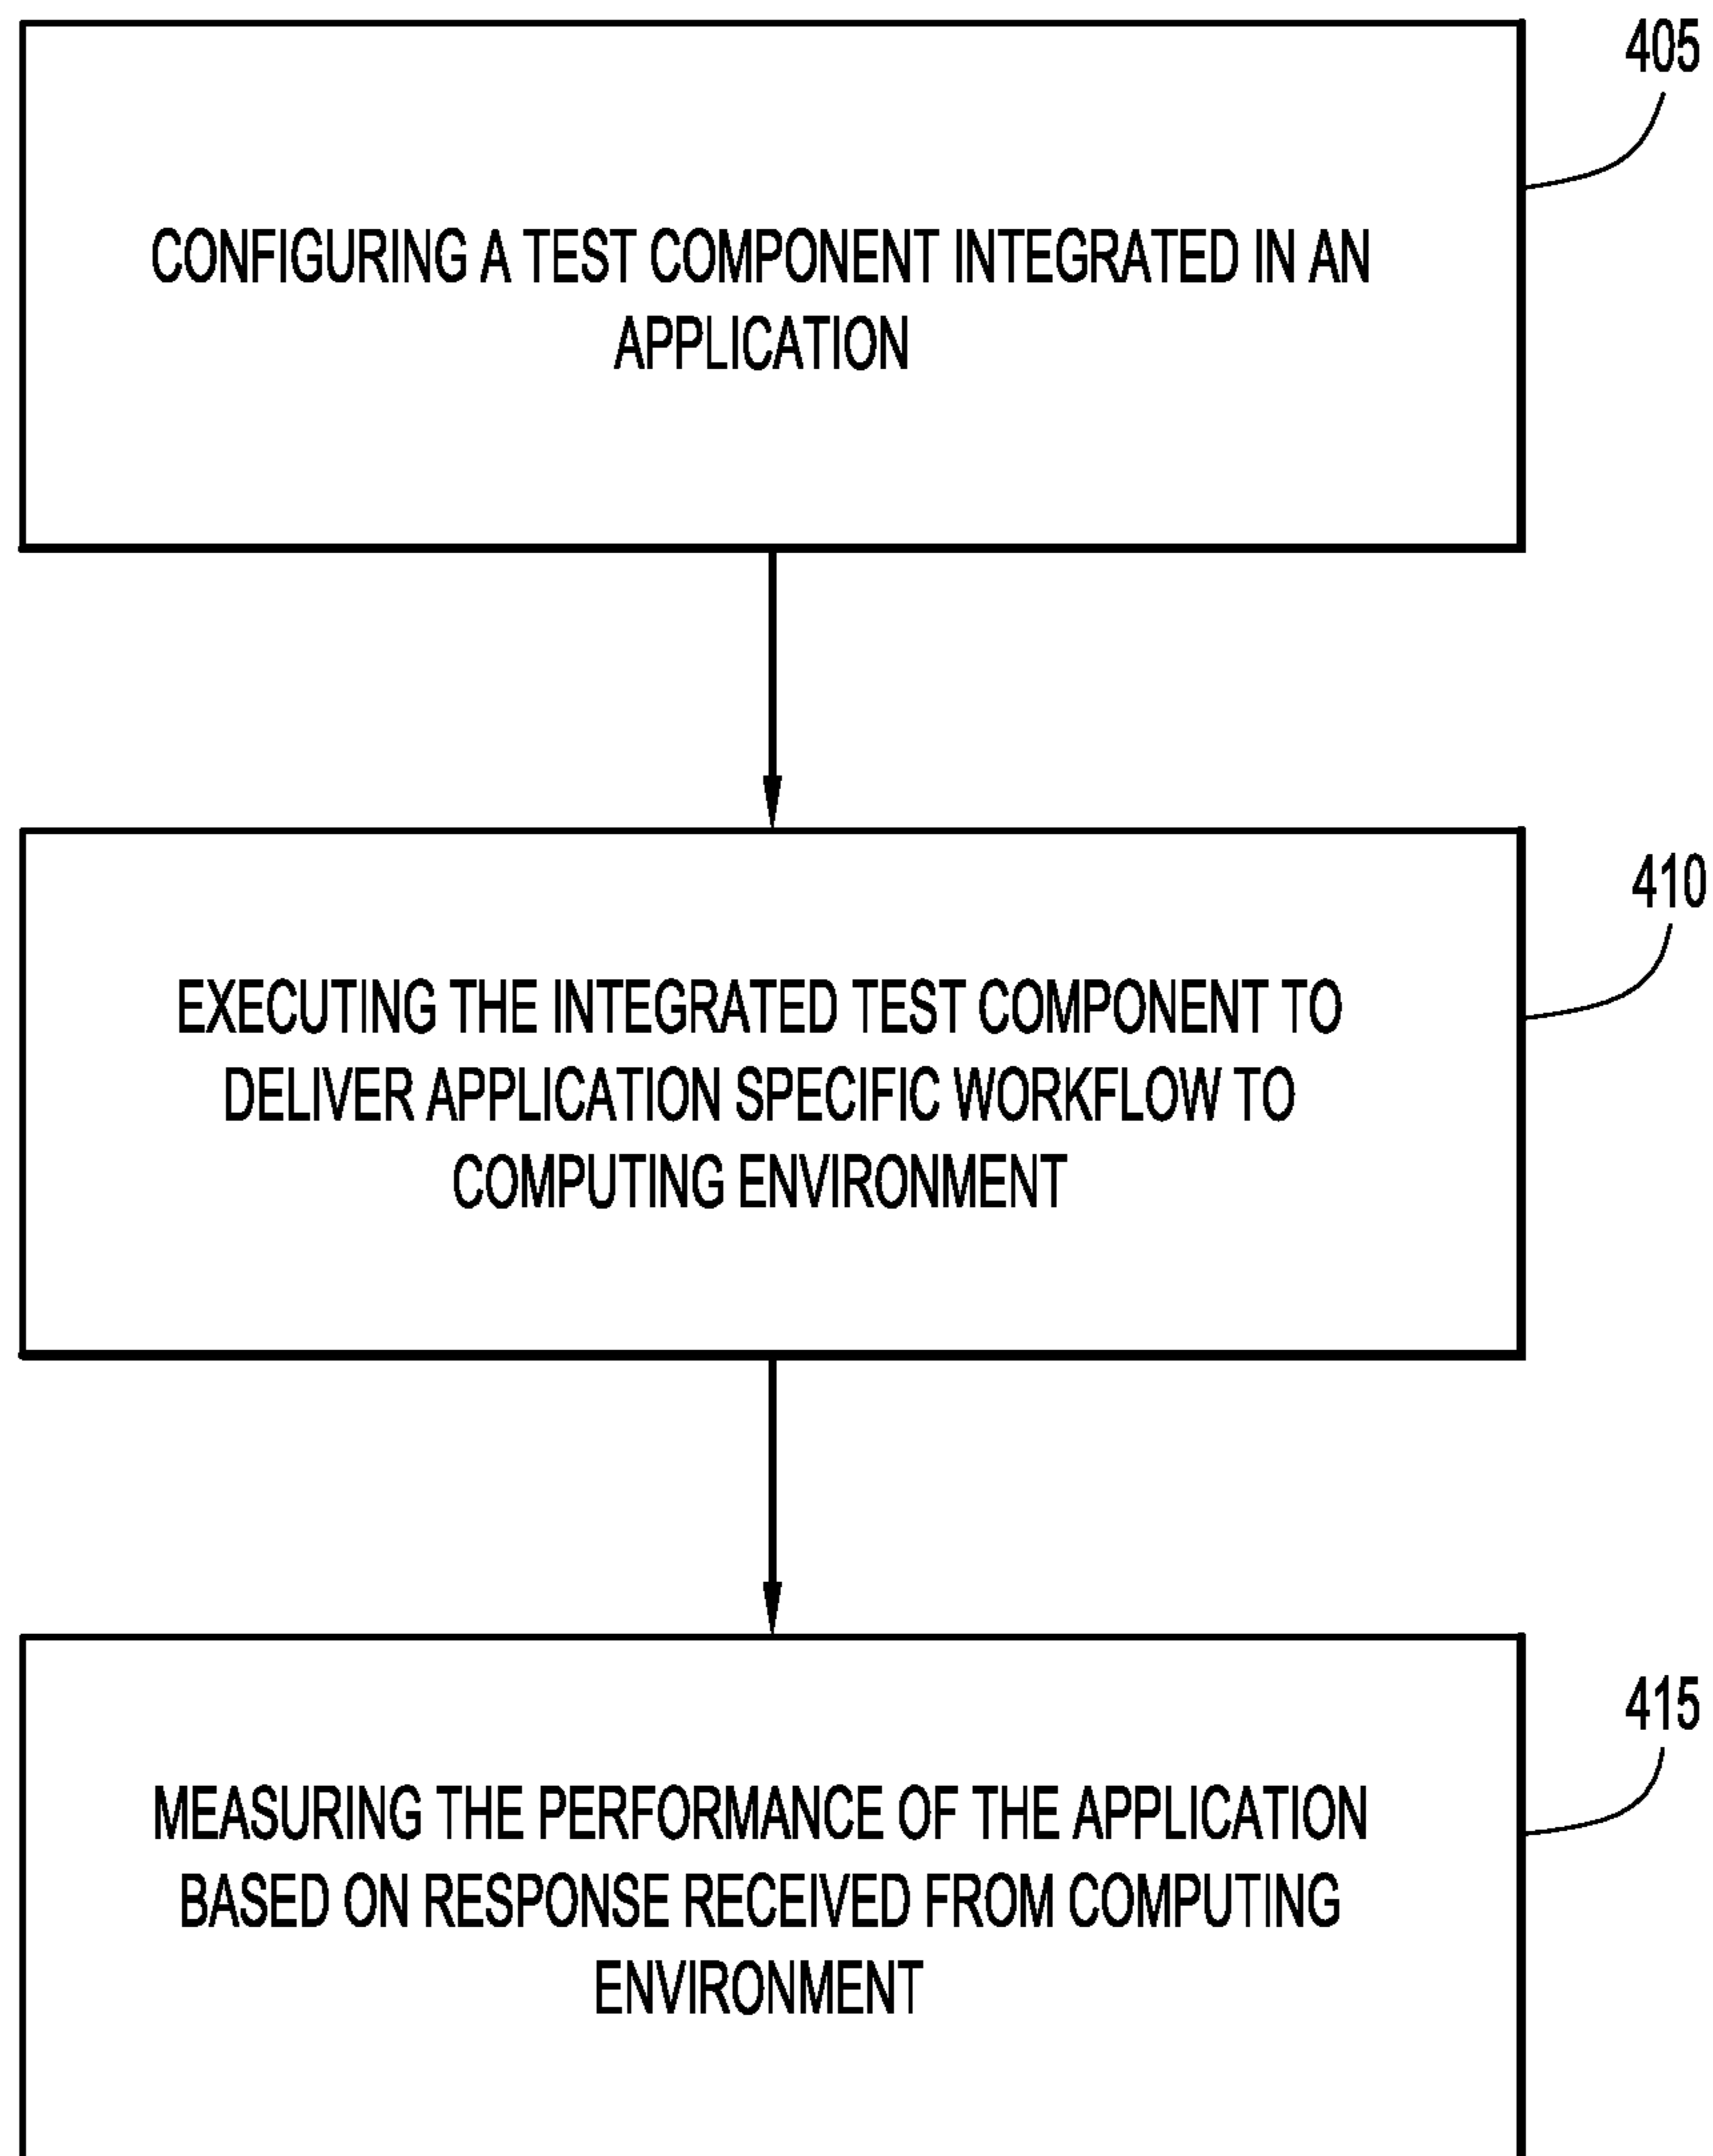 405
CONFIGURING A TEST COMPONENT INTEGRATED IN AN
APPLICATION
410
EXECUTING THE INTEGRATED TEST COMPONENT TO
DELIVER APPLICATION SPECIFIC WORKFLOW TO
COMPUTING ENVIRONMENT
415
MEASURING THE PERFORMANCE OF THE APPLICATION
BASED ON RESPONSE RECEIVED FROM COMPUTING
ENVIRONMENT